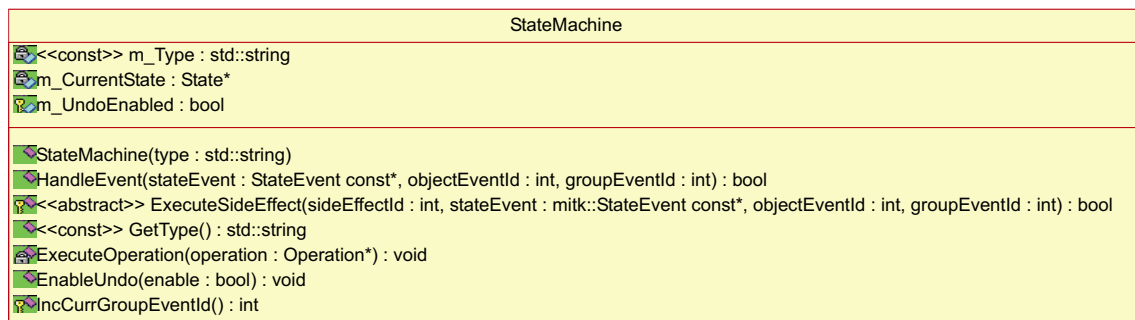 StateMachine
<<const>> m_Type : std::string
m_CurrentState : State*
m_UndoEnabled : bool
StateMachine(type : std::string)
HandleEvent(stateEvent : StateEvent const*, objectEventId : int, groupEventId : int) : bool
<<abstract>> ExecuteSideEffect(sideEffectId : int, stateEvent : mitk::StateEvent const*, objectEventId : int, groupEventId : int) : bool
<<const>> GetType() : std::string
ExecuteOperation(operation : Operation*) : void
EnableUndo(enable : bool) : void
IncCurrGroupEventId() : int